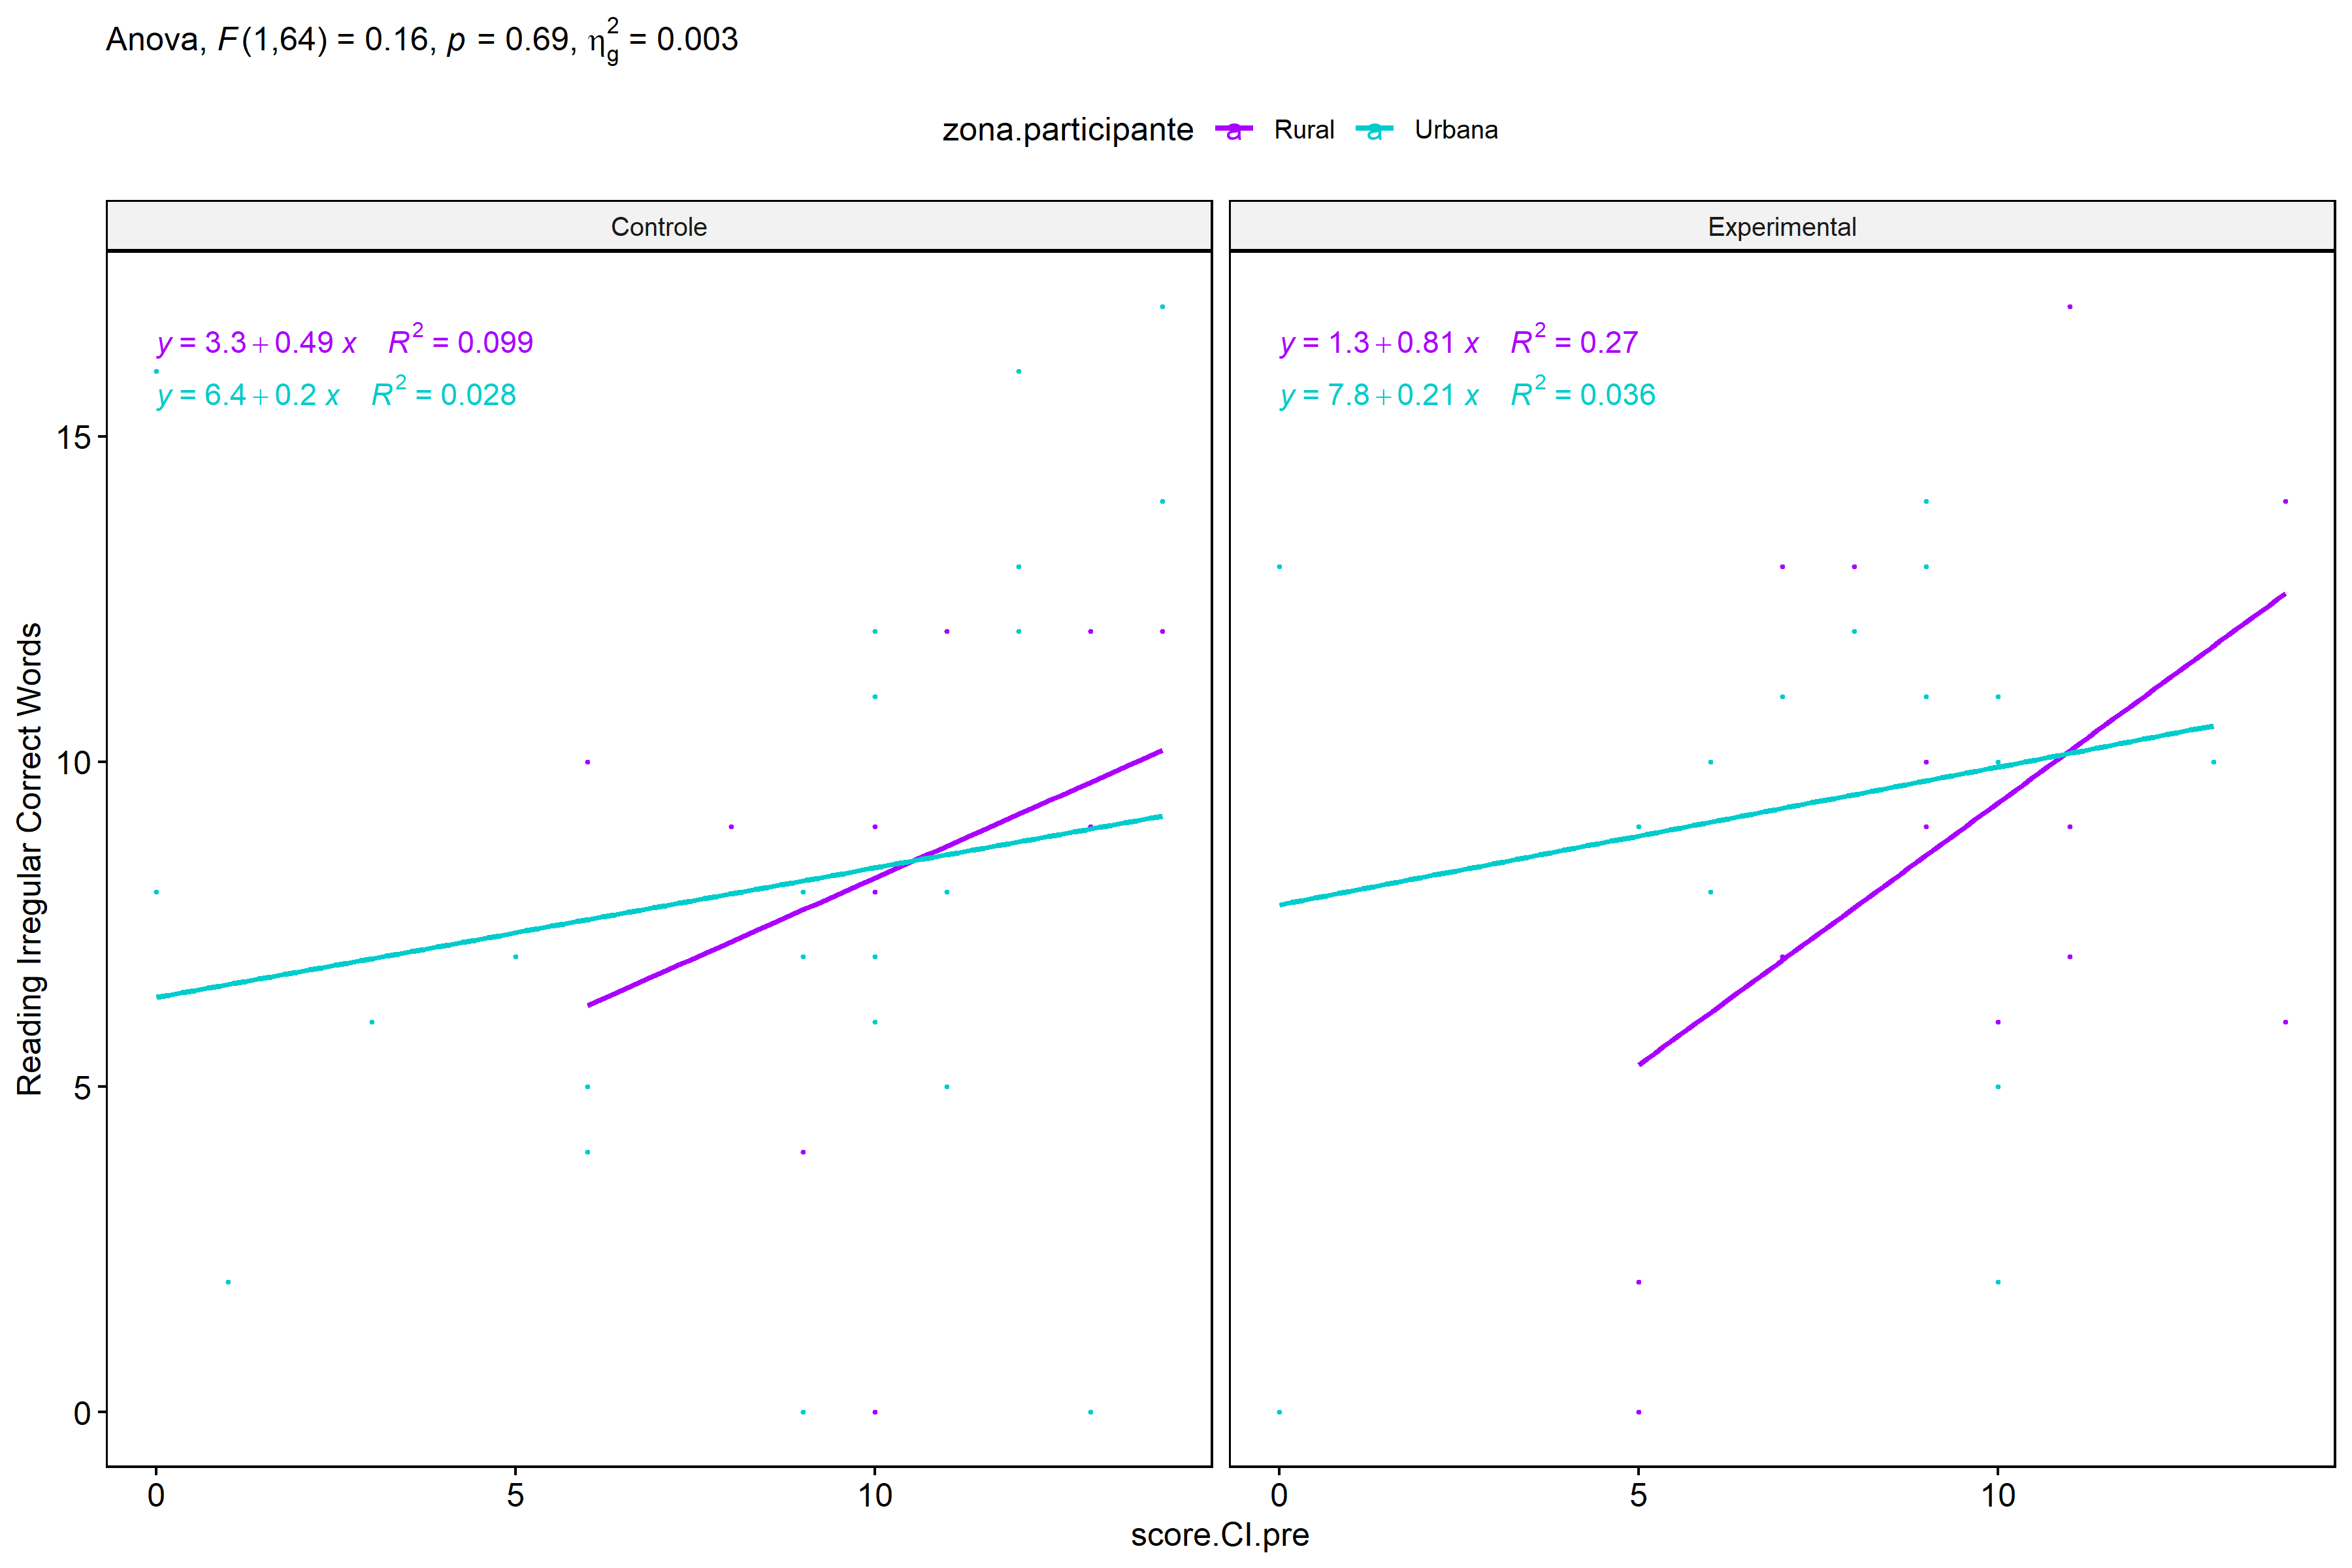 Anova, F(1,64) = 0.16, p = 0.69, η²g = 0.003
zona.participante a Rural a Urbana
Controle
Experimental
y = 3.3 + 0.49 x R² = 0.099
y = 6.4 + 0.2 x R² = 0.028
y = 1.3 + 0.81 x R² = 0.27
y = 7.8 + 0.21 x R² = 0.036
Reading Irregular Correct Words
15
10
5
0
0 5 10
0 5 10
score.CI.pre